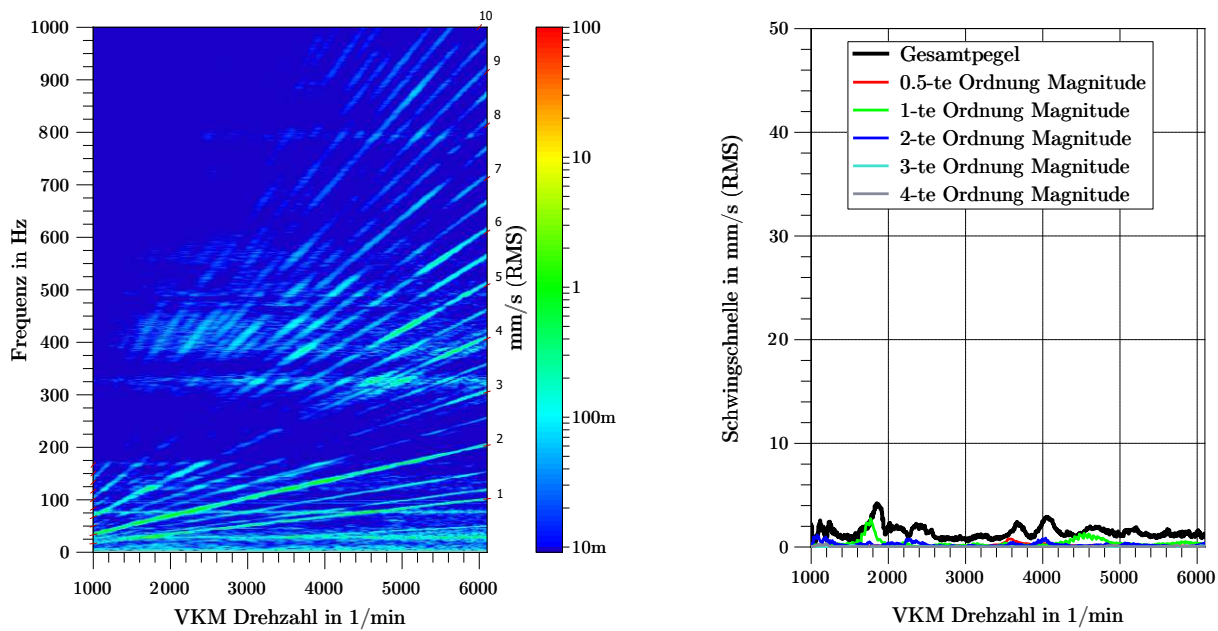 10
1000
900
800
700
600
500
400
300
200
100
0
Frequenz in Hz
1000 2000 3000 4000 5000 6000
VKM Drehzahl in 1/min
9
8
7
6
5
4
3
2
1
100
10
1
100m
10m
mm/s (RMS)
50
40
30
20
10
0
Schwingschnelle in mm/s (RMS)
Gesamtpegel
0.5-te Ordnung Magnitude
1-te Ordnung Magnitude
2-te Ordnung Magnitude
3-te Ordnung Magnitude
4-te Ordnung Magnitude
1000 2000 3000 4000 5000 6000
VKM Drehzahl in 1/min